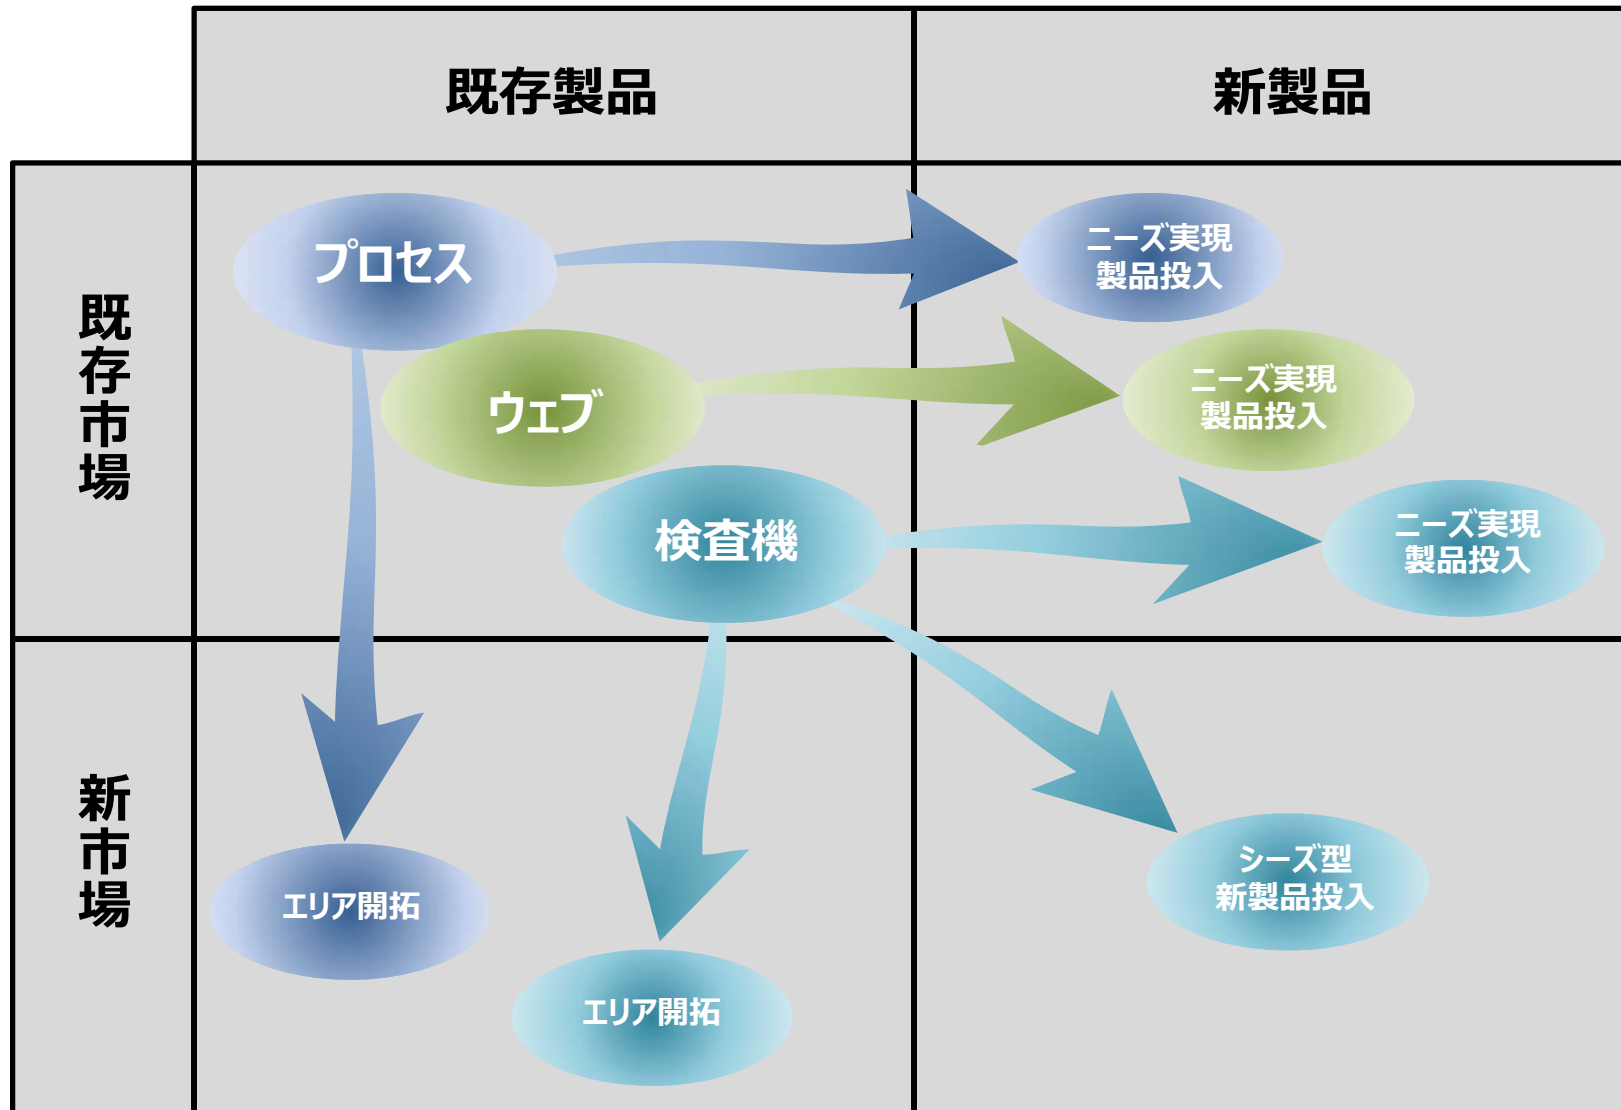 既存製品
新製品
既存市場
プロセス
ニーズ実現
製品投入
ウェブ
ニーズ実現
製品投入
検査機
ニーズ実現
製品投入
新市場
エリア開拓
エリア開拓
シーズ型
新製品投入